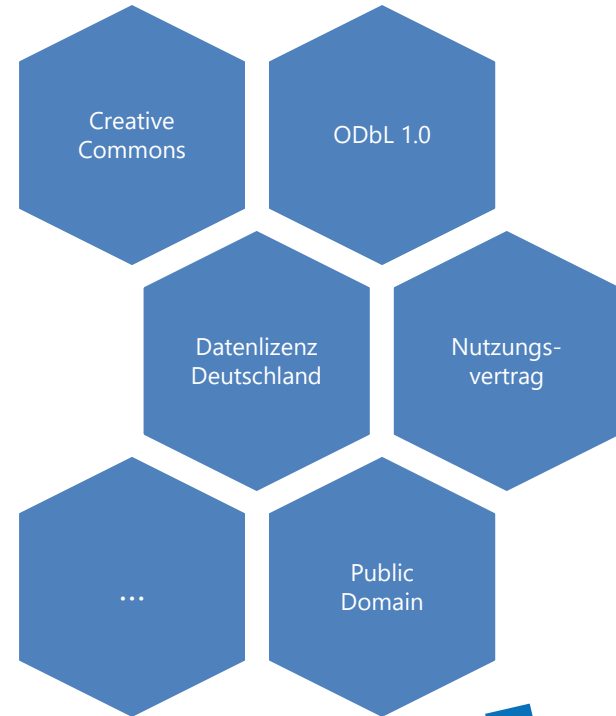 Creative
Commons
ODbL 1.0
Datenlizenz
Deutschland
Nutzungs-
vertrag
...
Public
Domain